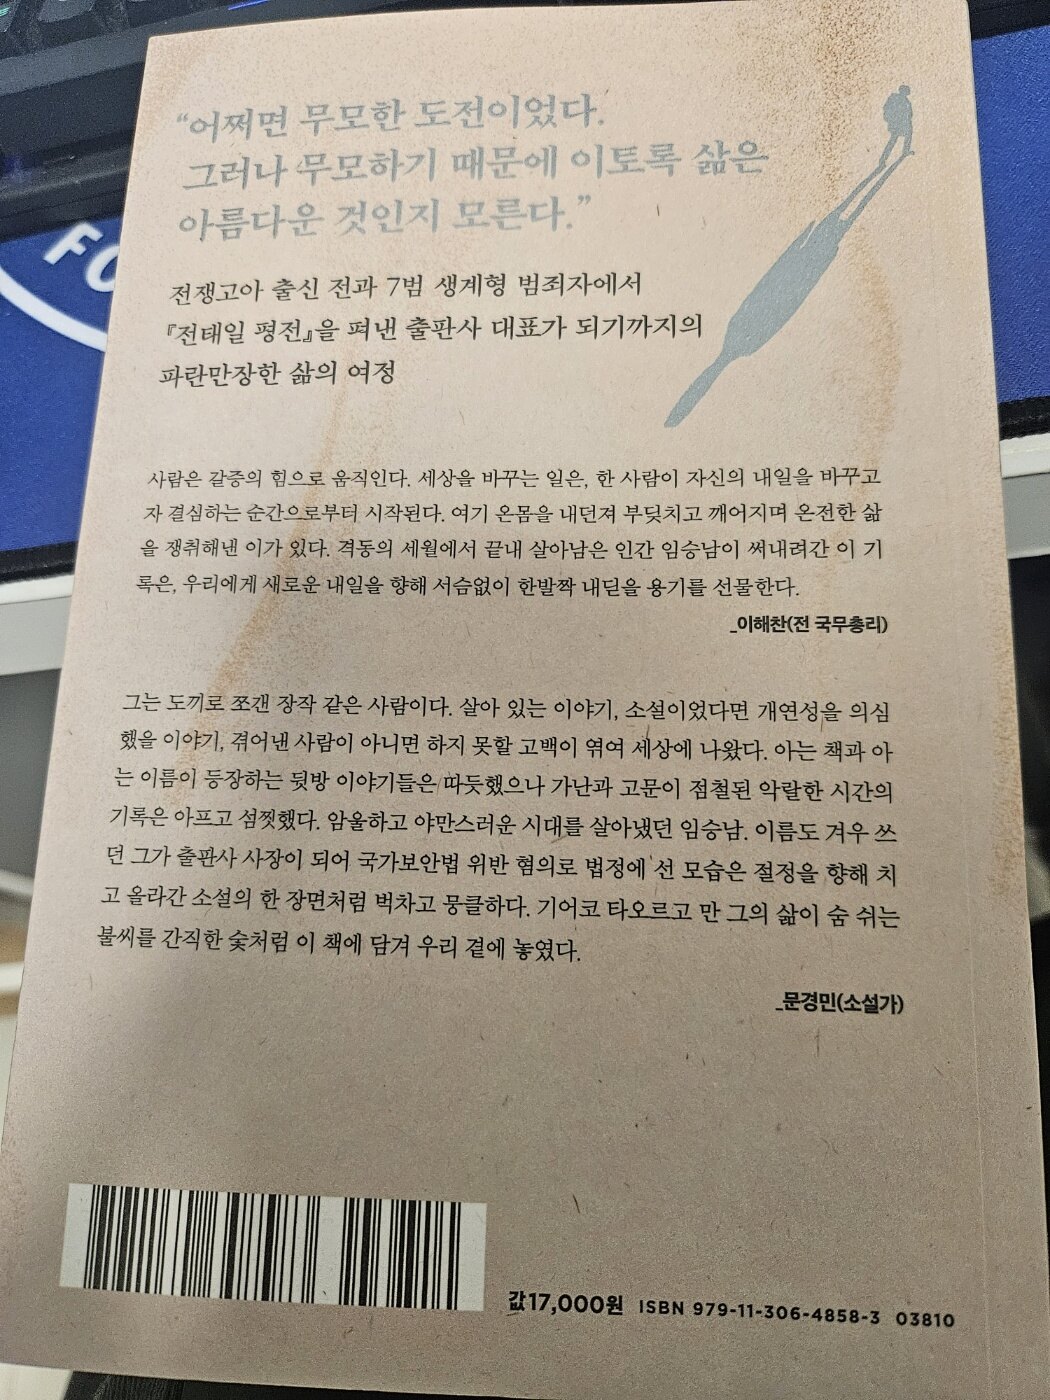 “어쩌면 무모한 도전이었다.
그러나 무모하기 때문에 이토록 삶은
아름다운 것인지 모른다.”
전쟁고아 출신 전과 7범 생계형 범죄자에서
『전태일 평전』을 펴낸 출판사 대표가 되기까지의
파란만장한 삶의 여정
사람은 갈증의 힘으로 움직인다. 세상을 바꾸는 일은, 한 사람이 자신의 내일을 바꾸고
자 결심하는 순간으로부터 시작된다. 여기 온몸을 내던져 부딪치고 깨어지며 온전한 삶
을 쟁취해낸 이가 있다. 격동의 세월에서 끝내 살아남은 인간 임승남이 써내려간 이 기
록은, 우리에게 새로운 내일을 향해 서슴없이 한발짝 내딛을 용기를 선물한다.
_이해찬(전 국무총리)
그는 도끼로 쪼갠 장작 같은 사람이다. 살아 있는 이야기, 소설이었다면 개연성을 의심
했을 이야기, 겪어낸 사람이 아니면 하지 못할 고백이 엮여 세상에 나왔다. 아는 책과 아
는 이름이 등장하는 뒷방 이야기들은 따듯했으나 가난과 고문이 점철된 악랄한 시간의
기록은 아프고 섬찟했다. 암울하고 야만스러운 시대를 살아냈던 임승남. 이름도 겨우 쓰
던 그가 출판사 사장이 되어 국가보안법 위반 혐의로 법정에 선 모습은 절정을 향해 치
고 올라간 소설의 한 장면처럼 벅차고 뭉클하다. 기어코 타오르고 만 그의 삶이 숨 쉬는
불씨를 간직한 숯처럼 이 책에 담겨 우리 곁에 놓였다.
_문경민(소설가)
값17,000원 ISBN 979-11-306-4858-3 03810